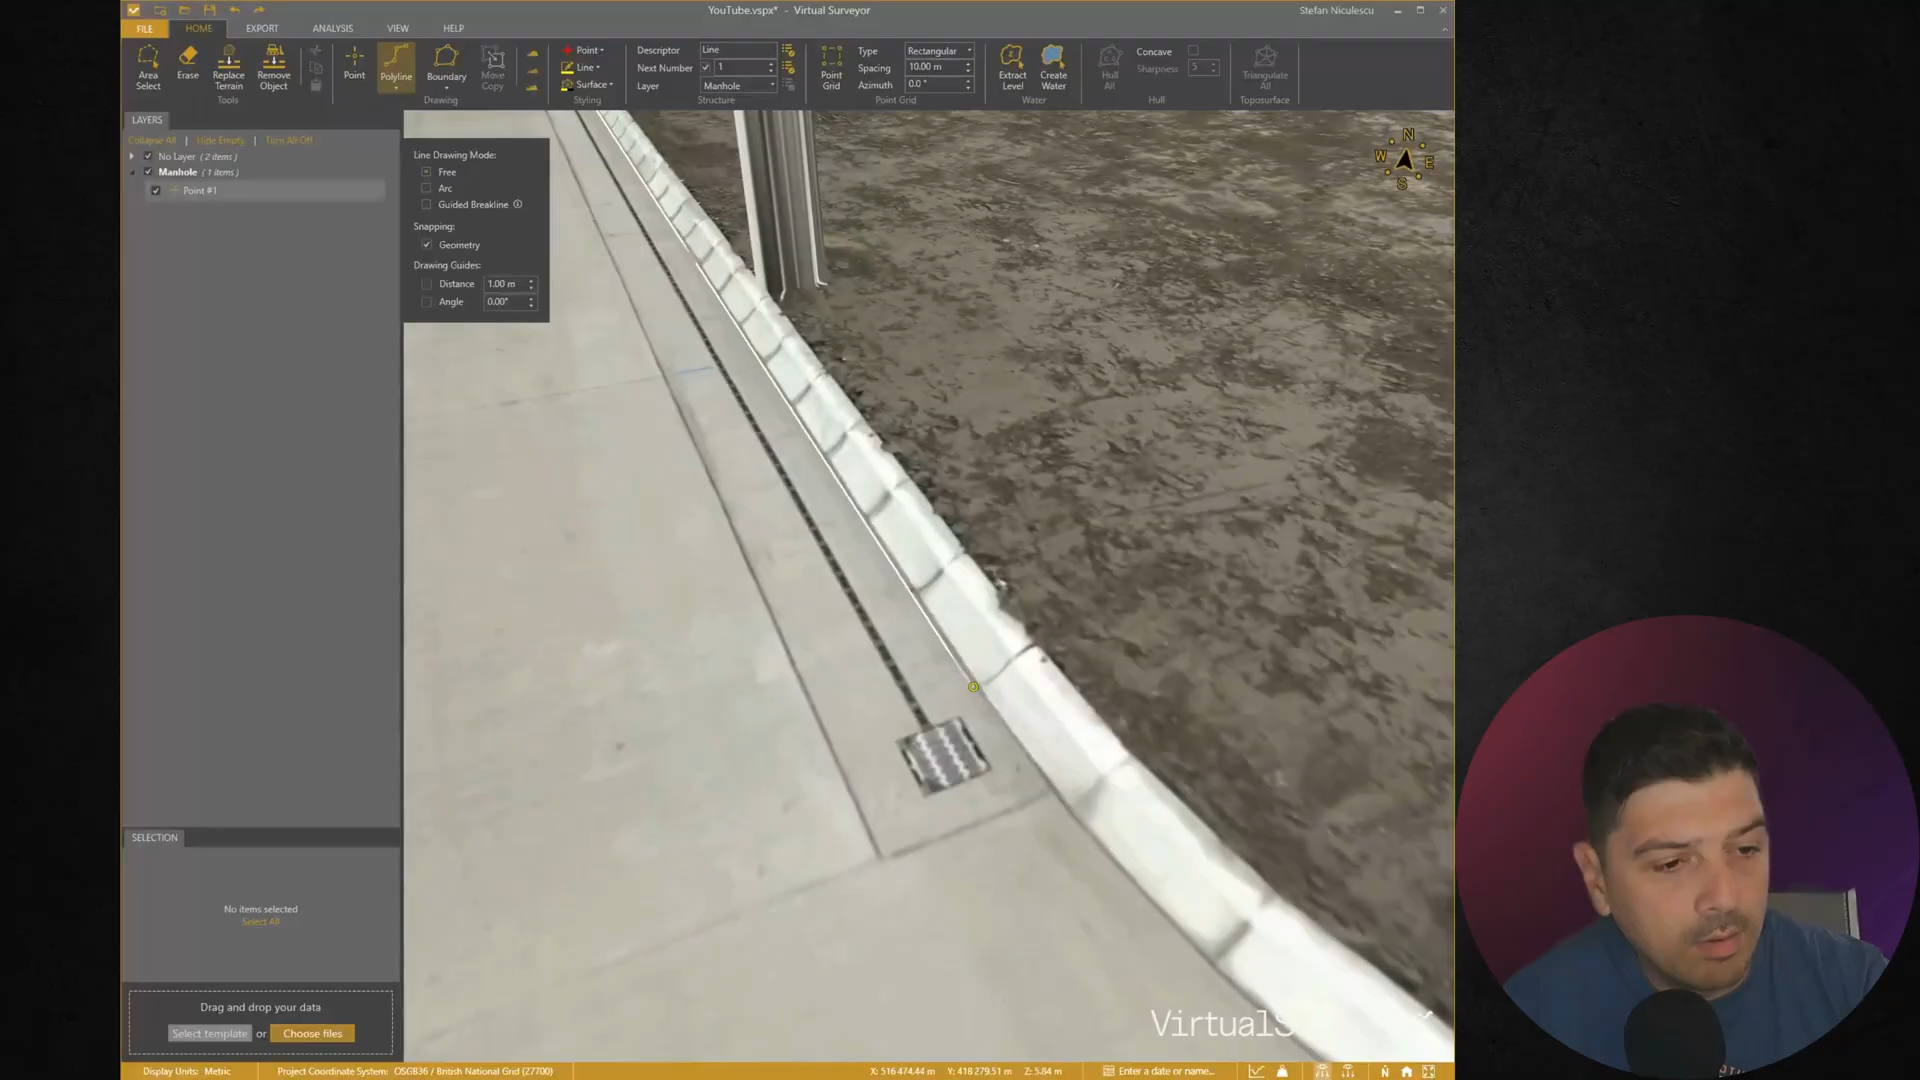 YouTube.vspx* - Virtual Surveyor
Stefan Niculescu
FILE HOME EXPORT ANALYSIS VIEW HELP
Area Select
Erase
Replace Terrain
Remove Object
Tools
Point
Polyline
Boundary
Move Copy
Drawing
Point
Line
Surface
Styling
Descriptor Line
Next Number 1
Layer Manhole
Structure
Point Grid
Type Rectangular
Spacing 10.00 m
Azimuth 0.0 °
Point Grid
Extract Level
Create Water
Water
Hull All
Concave
Sharpness 5
Hull
Triangulate All
Toposurface
LAYERS
Collapse All | Hide Empty | Turn All Off
No Layer (2 items)
Manhole (1 items)
Point #1
Line Drawing Mode:
Free
Arc
Guided Breakline
Snapping:
Geometry
Drawing Guides:
Distance 1.00 m
Angle 0.00°
N
W E
S
SELECTION
No items selected
Select All
Drag and drop your data
Select template or Choose files
Display Units: Metric
Project Coordinate System: OSGB36 / British National Grid (27700)
X: 516 474.44 m Y: 418 279.51 m Z: 5.84 m
Enter a date or name...
N